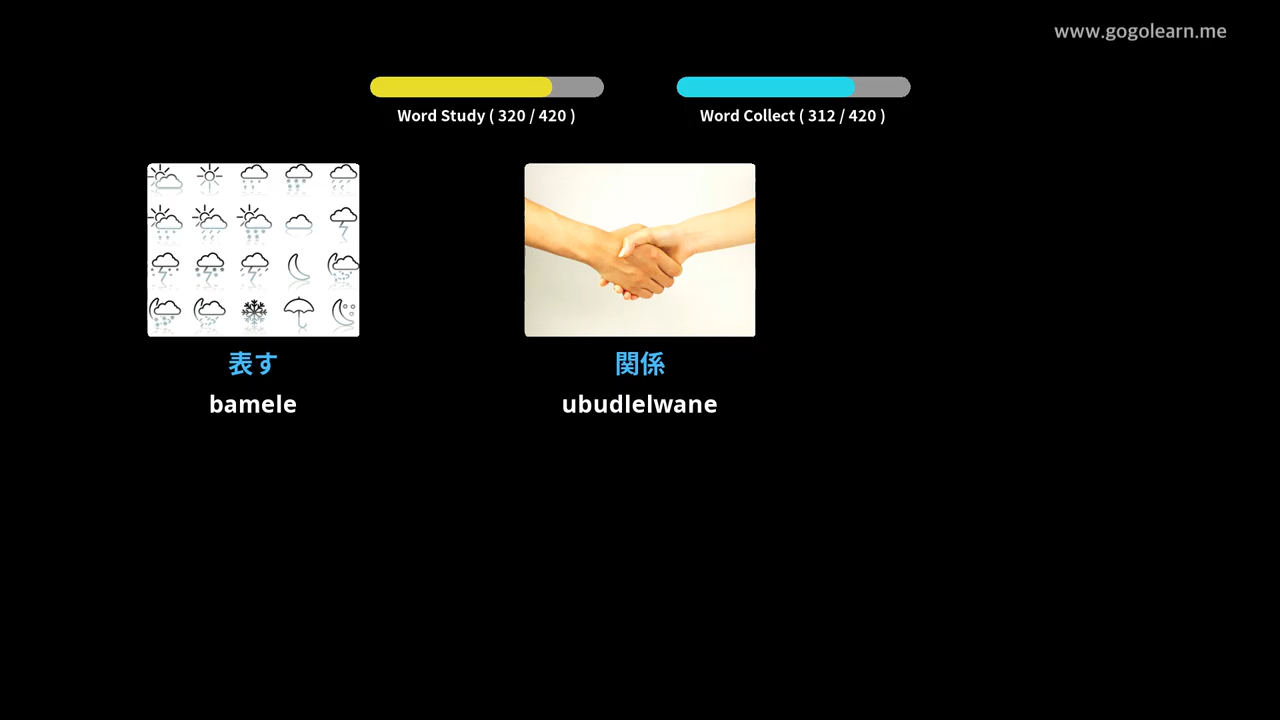 www.gogolearn.me
Word Study ( 320 / 420 )
Word Collect ( 312 / 420 )
表す
bamele
関係
ubudlelwane